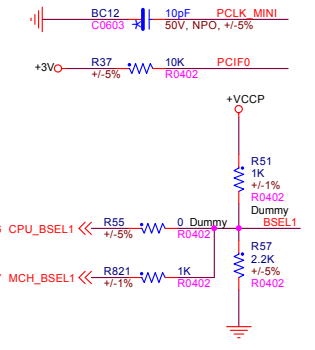 BC12 10pF PCLK_MINI
C0603 50V, NPO, +/-5%
+3V R37 10K PCIF0
+/-5% R0402
+VCCP
R51
1K
+/-1%
R0402
Dummy
CPU_BSEL1 R55 0 Dummy BSEL1
+/-5% R0402
R57
2.2K
+/-5%
R0402
MCH_BSEL1 R821 1K
+/-1% R0402